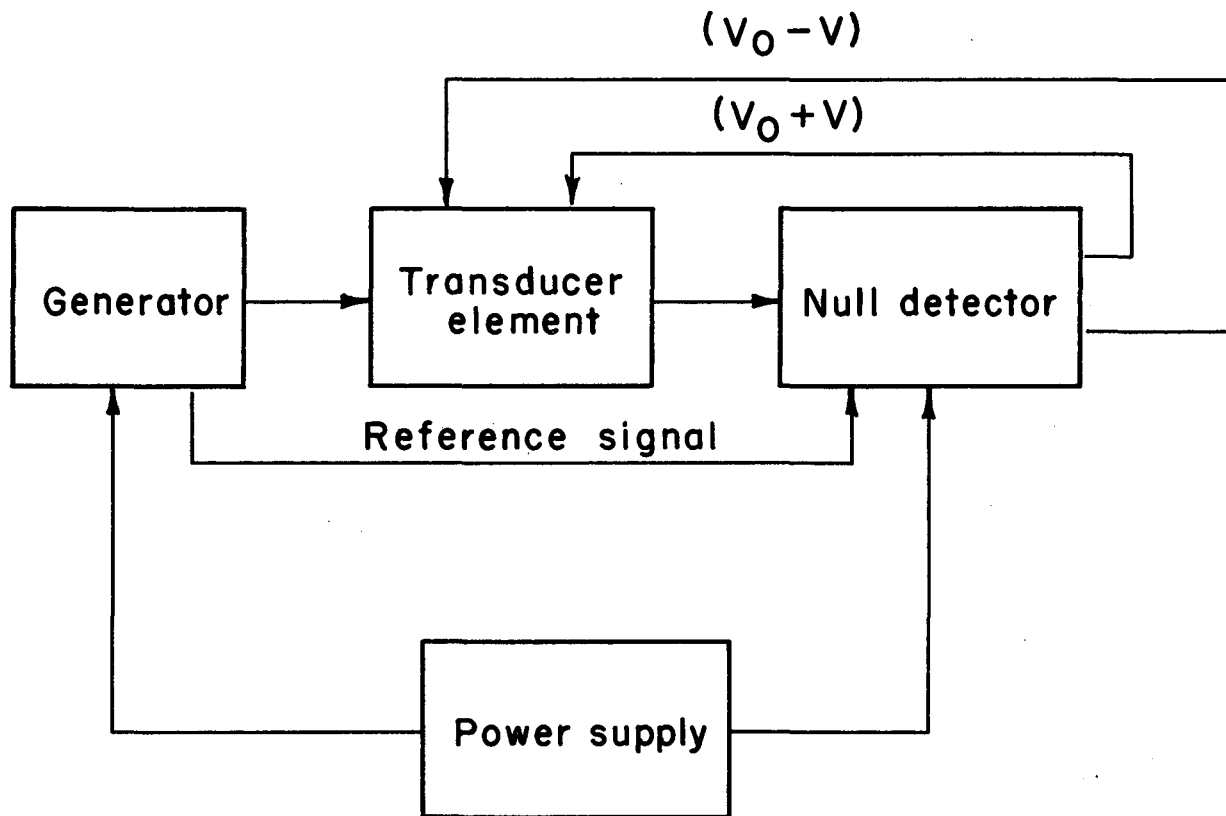 (V₀ − V)
(V₀ + V)
Generator
Transducer
element
Null detector
Reference signal
Power supply